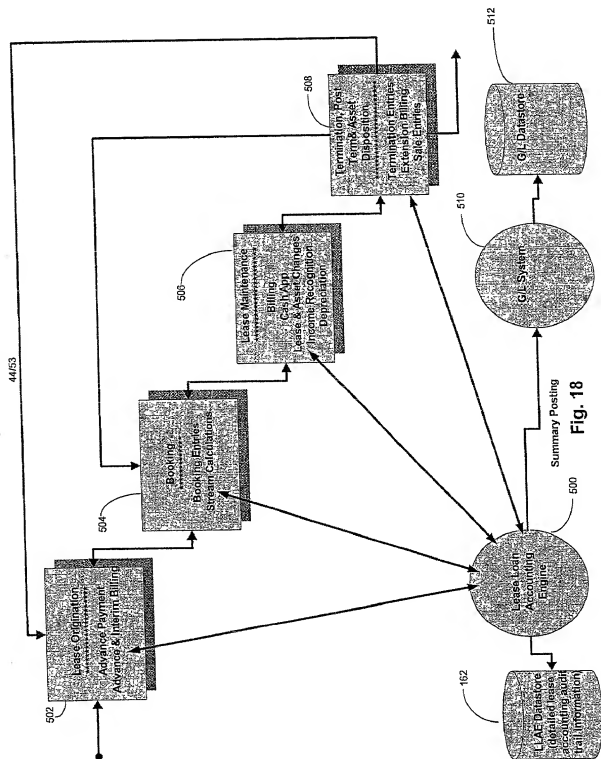 44/53
502
Lease Origination
Advance Payment
Advance & Interim Billing
504
Booking
Booking Entries
Stream Calculations
506
Lease Maintenance
Billing
Cash App
Lease & Asset Changes
Income Recognition
Depreciation
508
Termination, Post
Term & Asset
Disposition
Termination Entries
Extension Billing
Sale Entries
162
LLAE Datastore
(detailed lease
accounting audit
trail information)
Lease Loan
Accounting
Engine
500
Summary Posting
G/L System
510
G/L Datastore
512
Fig. 18